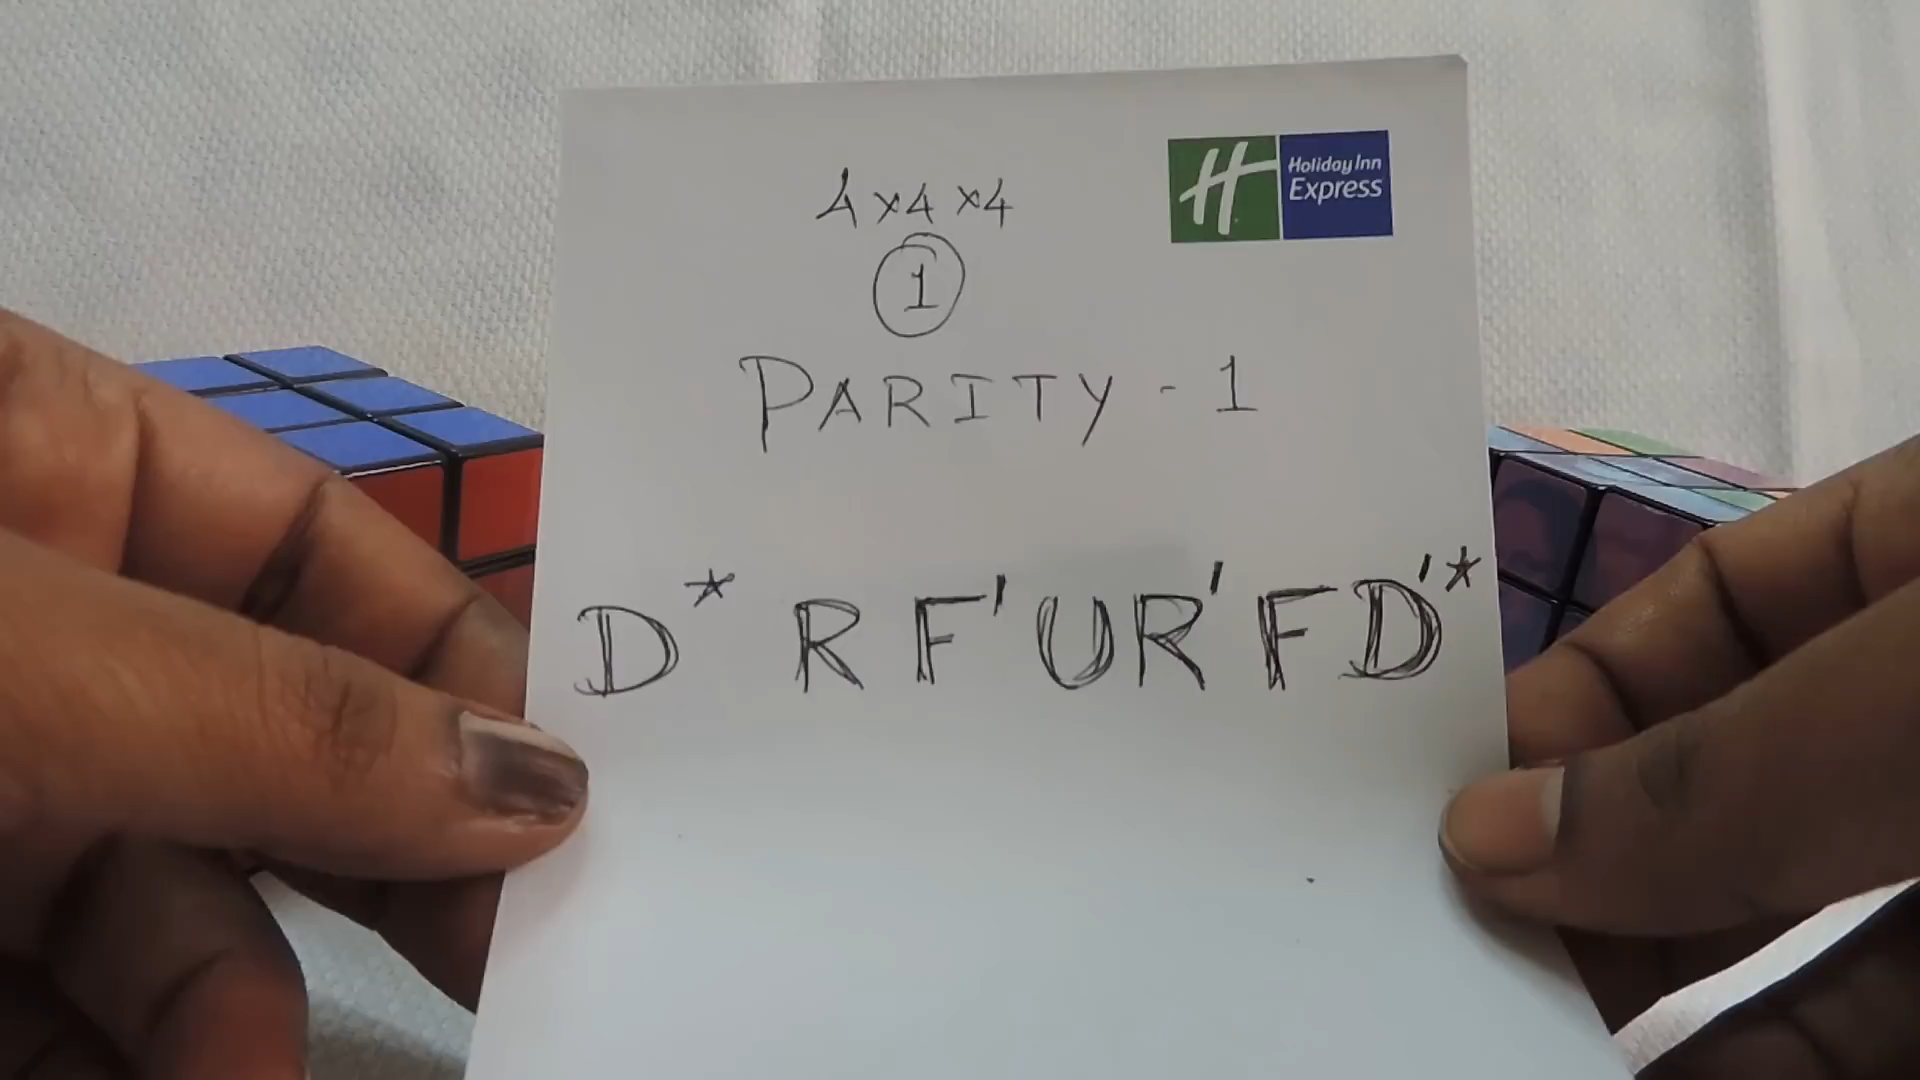 Holiday Inn
Express
4x4x4
1
PARITY - 1
D* R F' U R' F D'*